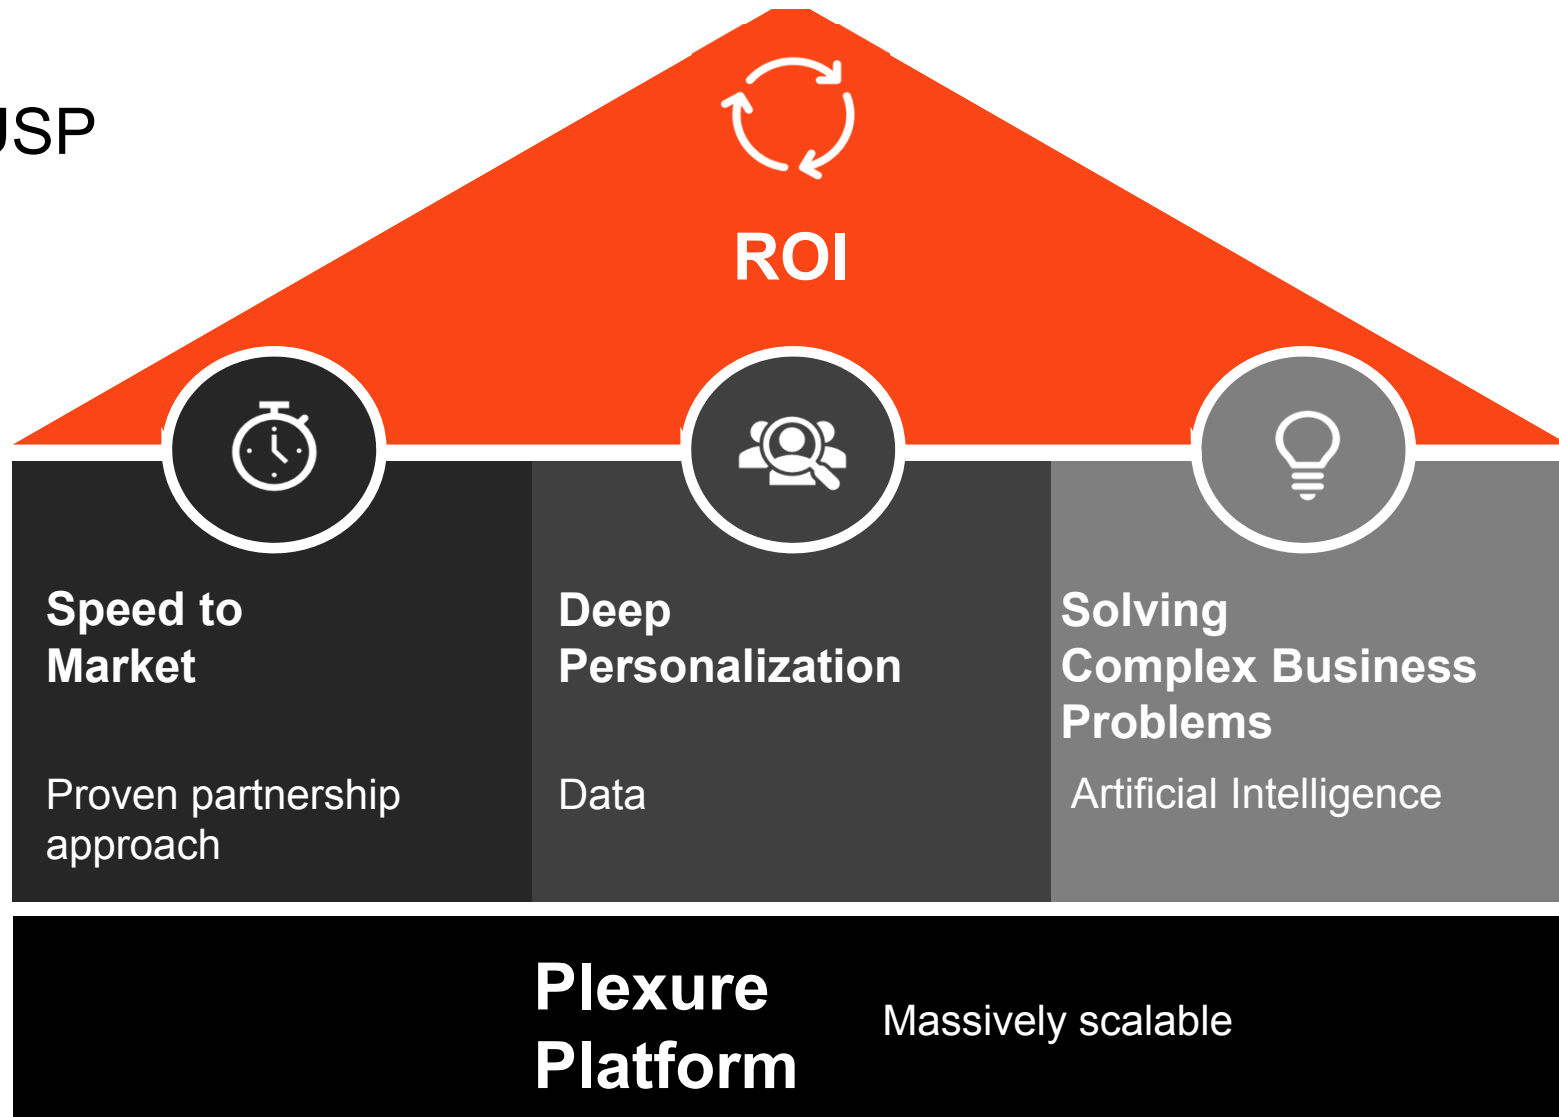 USP
ROI
Speed to
Market
Proven partnership
approach
Deep
Personalization
Data
Solving
Complex Business
Problems
Artificial Intelligence
Plexure
Platform
Massively scalable